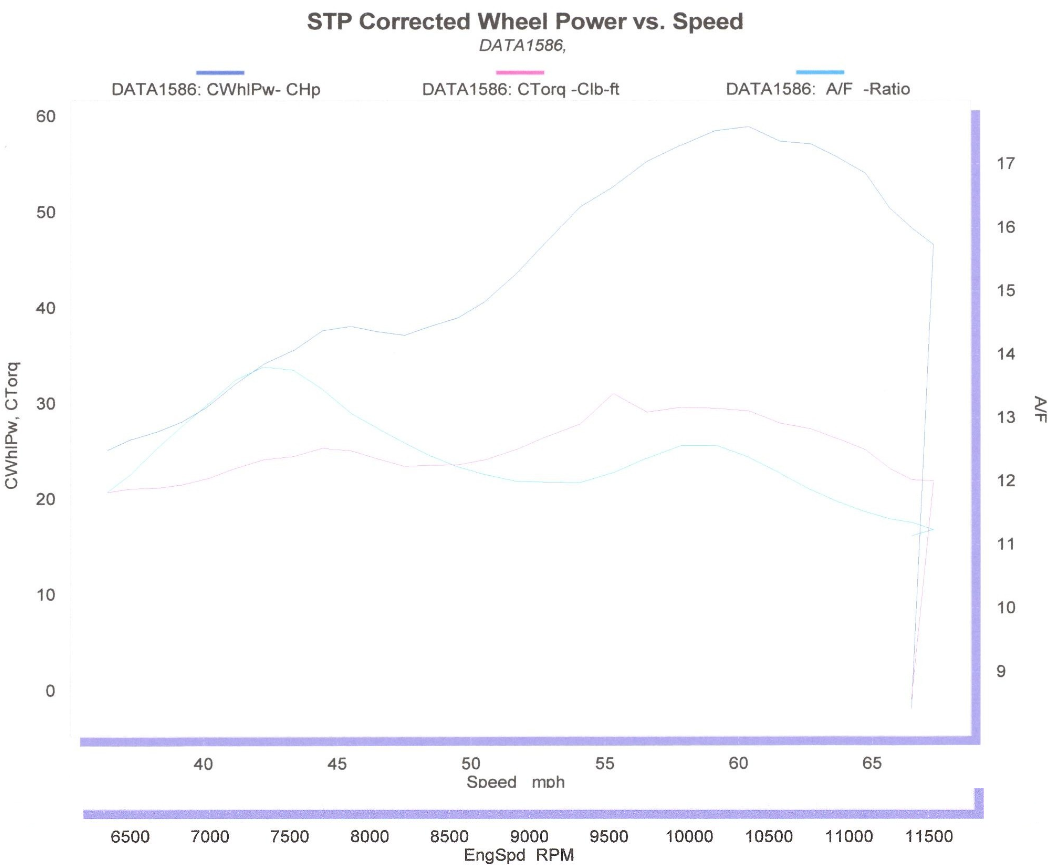 STP Corrected Wheel Power vs. Speed
DATA1586,
DATA1586: CWhlPw- CHp DATA1586: CTorq -Clb-ft DATA1586: A/F -Ratio
60
50
40
30
20
10
0
CWhlPw, CTorq
17
16
15
14
13
12
11
10
9
A/F
40 45 50 55 60 65
Speed mph
6500 7000 7500 8000 8500 9000 9500 10000 10500 11000 11500
EngSpd RPM